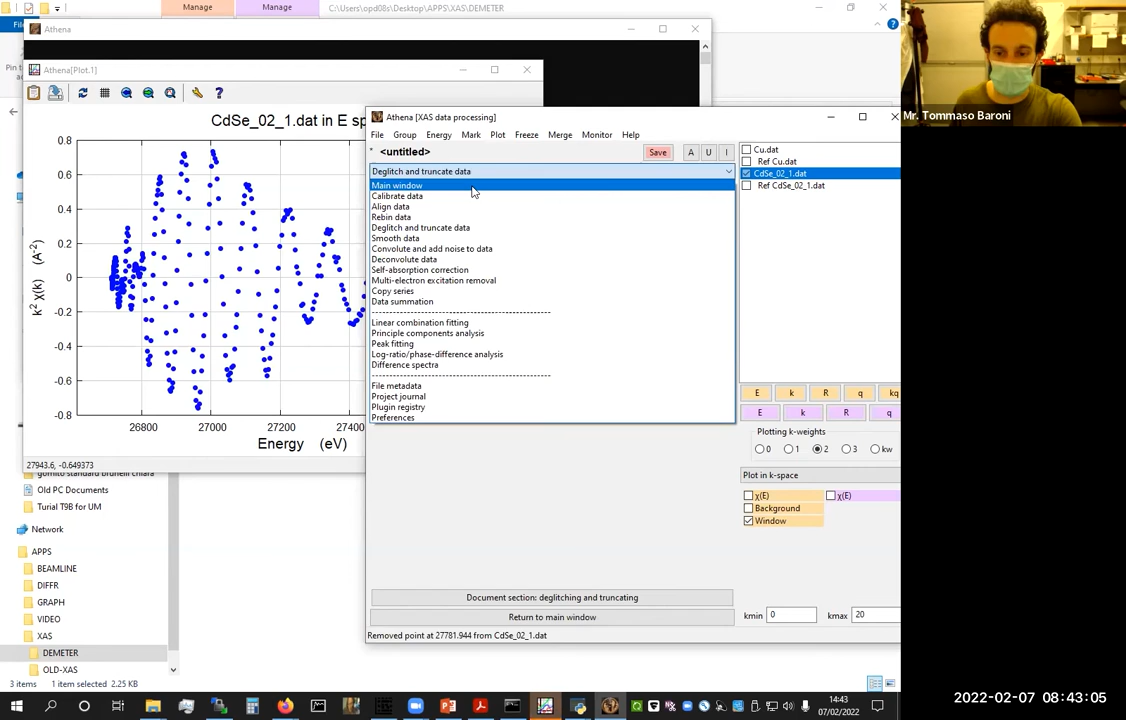 Manage
Manage
C:\Users\opd08s\Desktop\APPS\XAS\DEMETER
Athena
Athena[Plot.1]
CdSe_02_1.dat in E sp
0.8
0.6
0.4
0.2
0
-0.2
-0.4
-0.6
-0.8
k² χ(k) (A⁻²)
26800
27000
27200
27400
Energy (eV)
27943.6, -0.649373
Athena [XAS data processing]
File Group Energy Mark Plot Freeze Merge Monitor Help
* <untitled>
Save
A
U
I
Deglitch and truncate data
Main window
Calibrate data
Align data
Rebin data
Deglitch and truncate data
Smooth data
Convolute and add noise to data
Deconvolute data
Self-absorption correction
Multi-electron excitation removal
Copy series
Data summation
Linear combination fitting
Principle components analysis
Peak fitting
Log-ratio/phase-difference analysis
Difference spectra
File metadata
Project journal
Plugin registry
Preferences
Cu.dat
Ref Cu.dat
CdSe_02_1.dat
Ref CdSe_02_1.dat
E k R q kq
E k R q
Plotting k-weights
0 1 2 3 kw
Plot in k-space
χ(E)
χ(E)
Background
Window
kmin 0 kmax 20
Document section: deglitching and truncating
Return to main window
Removed point at 27781.944 from CdSe_02_1.dat
gornito standard brunelli chiara
Old PC Documents
Turial T9B for UM
Network
APPS
BEAMLINE
DIFFR
GRAPH
VIDEO
XAS
DEMETER
OLD-XAS
3 items 1 item selected 2.25 KB
14:43
07/02/2022
Mr. Tommaso Baroni
2022-02-07 08:43:05